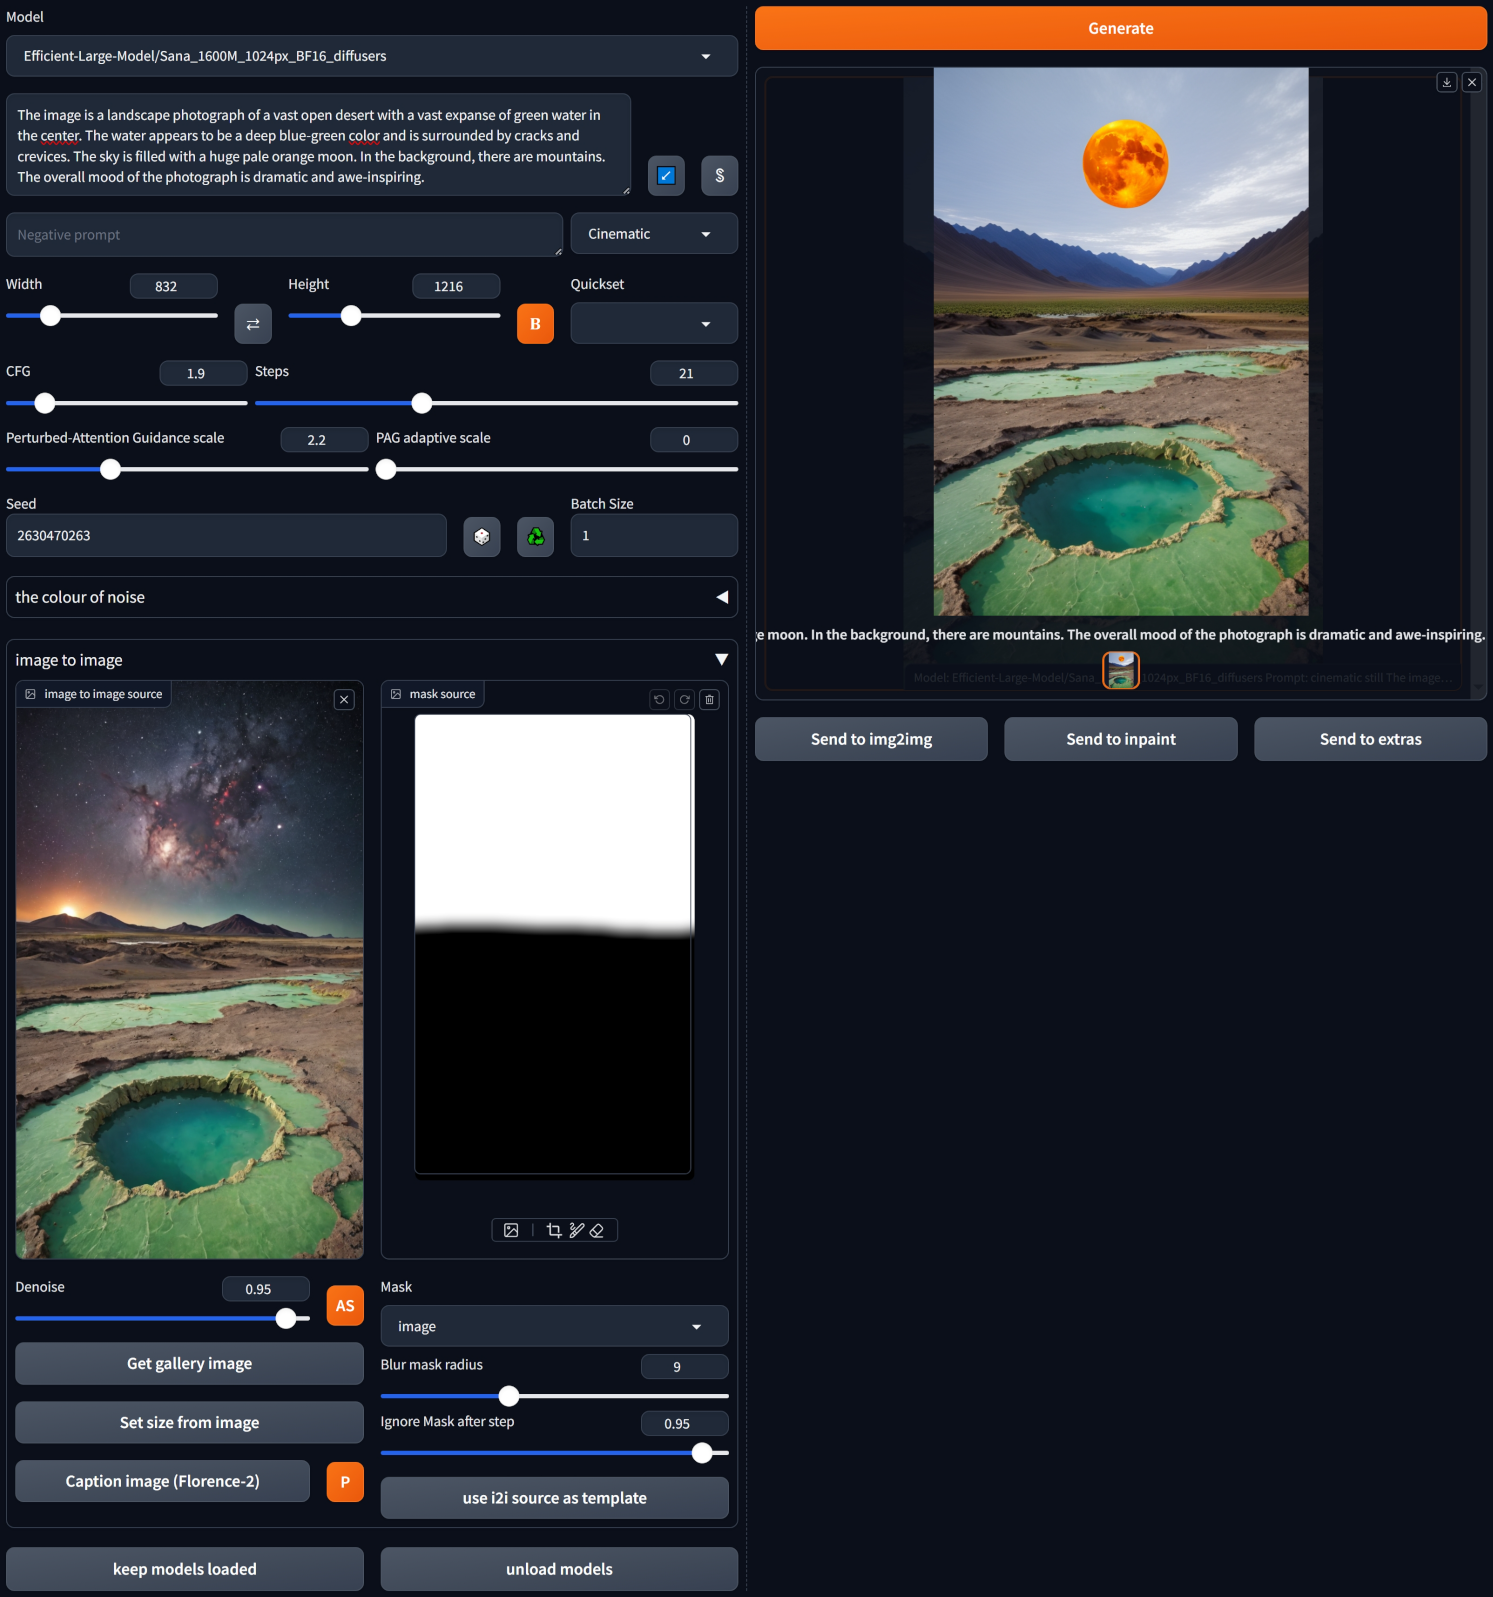 Model
Efficient-Large-Model/Sana_1600M_1024px_BF16_diffusers
The image is a landscape photograph of a vast open desert with a vast expanse of green water in
the center. The water appears to be a deep blue-green color and is surrounded by cracks and
crevices. The sky is filled with a huge pale orange moon. In the background, there are mountains.
The overall mood of the photograph is dramatic and awe-inspiring.
S
Negative prompt
Cinematic
Width
832
Height
1216
B
Quickset
CFG
1.9
Steps
21
Perturbed-Attention Guidance scale
2.2
PAG adaptive scale
0
Seed
2630470263
Batch Size
1
the colour of noise
image to image
image to image source
mask source
Denoise
0.95
AS
Get gallery image
Set size from image
Caption image (Florence-2)
P
Mask
image
Blur mask radius
9
Ignore Mask after step
0.95
use i2i source as template
keep models loaded
unload models
Generate
e moon. In the background, there are mountains. The overall mood of the photograph is dramatic and awe-inspiring.
Model: Efficient-Large-Model/Sana_ 1024px_BF16_diffusers Prompt: cinematic still The image...
Send to img2img
Send to inpaint
Send to extras